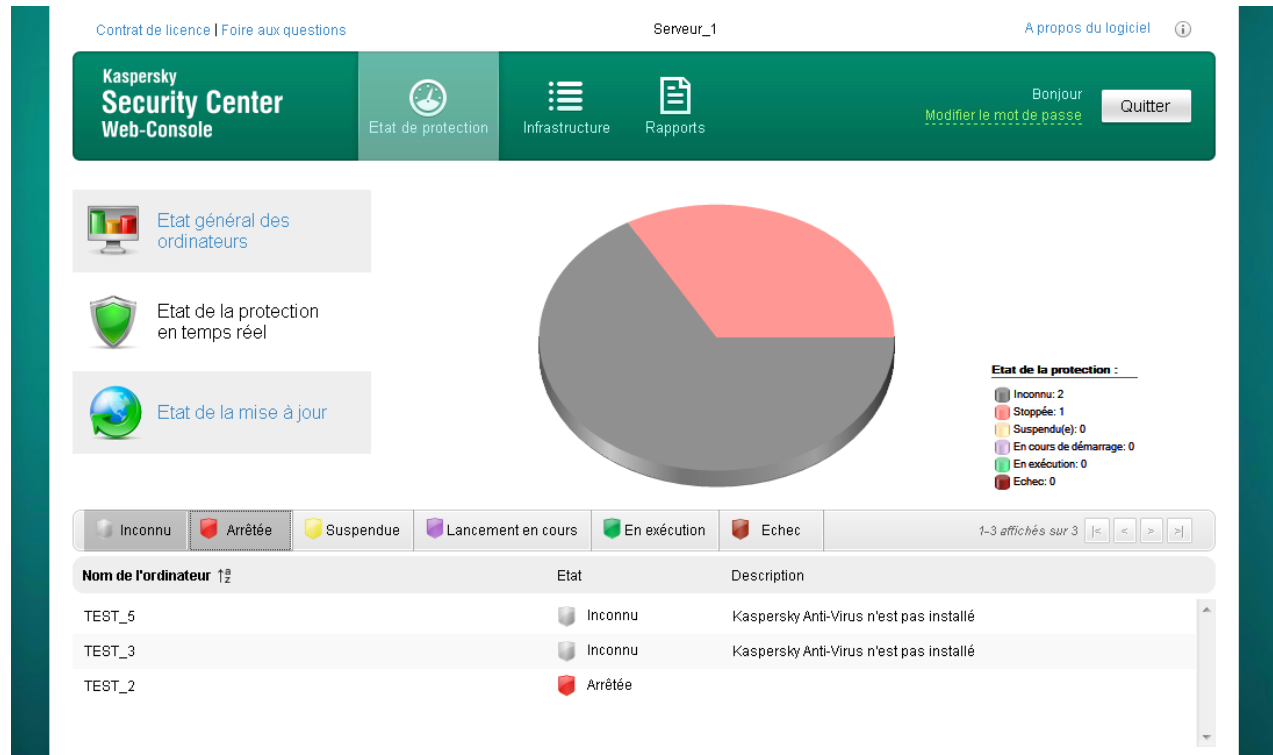 Contrat de licence | Foire aux questions
Serveur_1
A propos du logiciel
Kaspersky
Security Center
Web-Console
Etat de protection
Infrastructure
Rapports
Bonjour
Modifier le mot de passe
Quitter
Etat général des
ordinateurs
Etat de la protection
en temps réel
Etat de la mise à jour
Etat de la protection :
Inconnu: 2
Stoppée: 1
Suspendu(e): 0
En cours de démarrage: 0
En exécution: 0
Echec: 0
Inconnu
Arrêtée
Suspendue
Lancement en cours
En exécution
Echec
1-3 affichés sur 3 |< < > >|
Nom de l'ordinateur ↑az Etat Description
TEST_5 Inconnu Kaspersky Anti-Virus n'est pas installé
TEST_3 Inconnu Kaspersky Anti-Virus n'est pas installé
TEST_2 Arrêtée